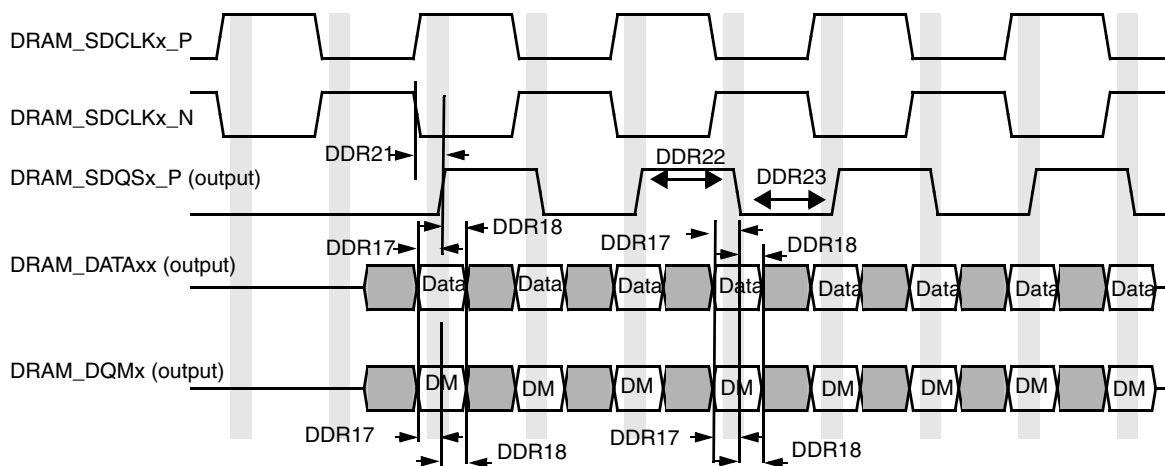 DRAM_SDCLKx_P
DRAM_SDCLKx_N
DDR21
DDR22
DRAM_SDQSx_P (output)
DDR23
DDR18
DDR17
DDR17
DDR18
DRAM_DATAxx (output)
Data Data Data Data Data Data Data Data
DRAM_DQMx (output)
DM DM DM DM DM DM DM DM
DDR17
DDR18
DDR17
DDR18